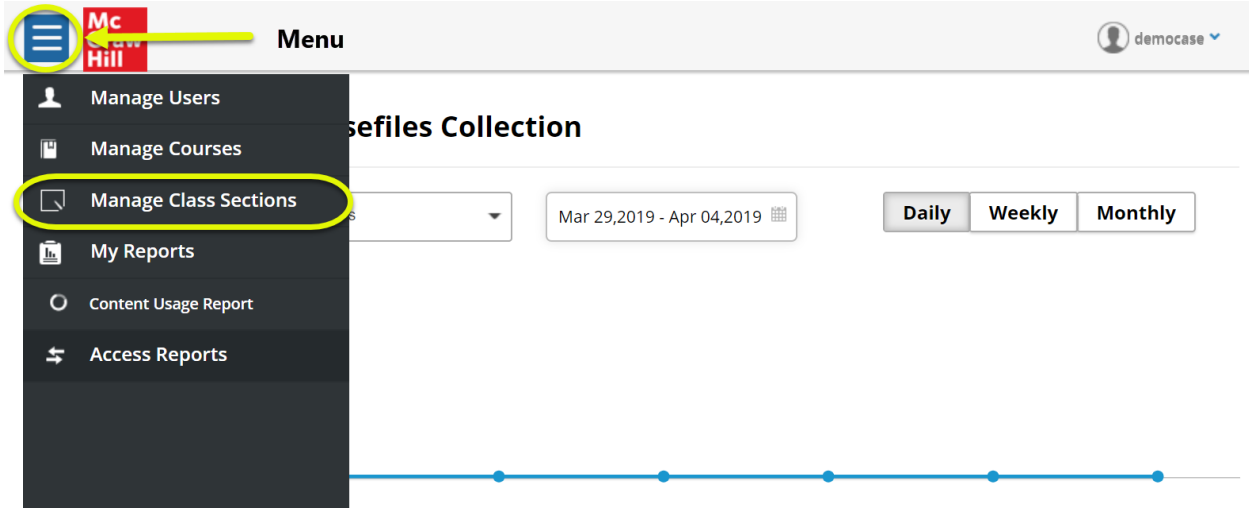 Mc
Graw
Hill
Menu
democase
Manage Users
sefiles Collection
Manage Courses
Manage Class Sections
s
Mar 29,2019 - Apr 04,2019
Daily
Weekly
Monthly
My Reports
Content Usage Report
Access Reports